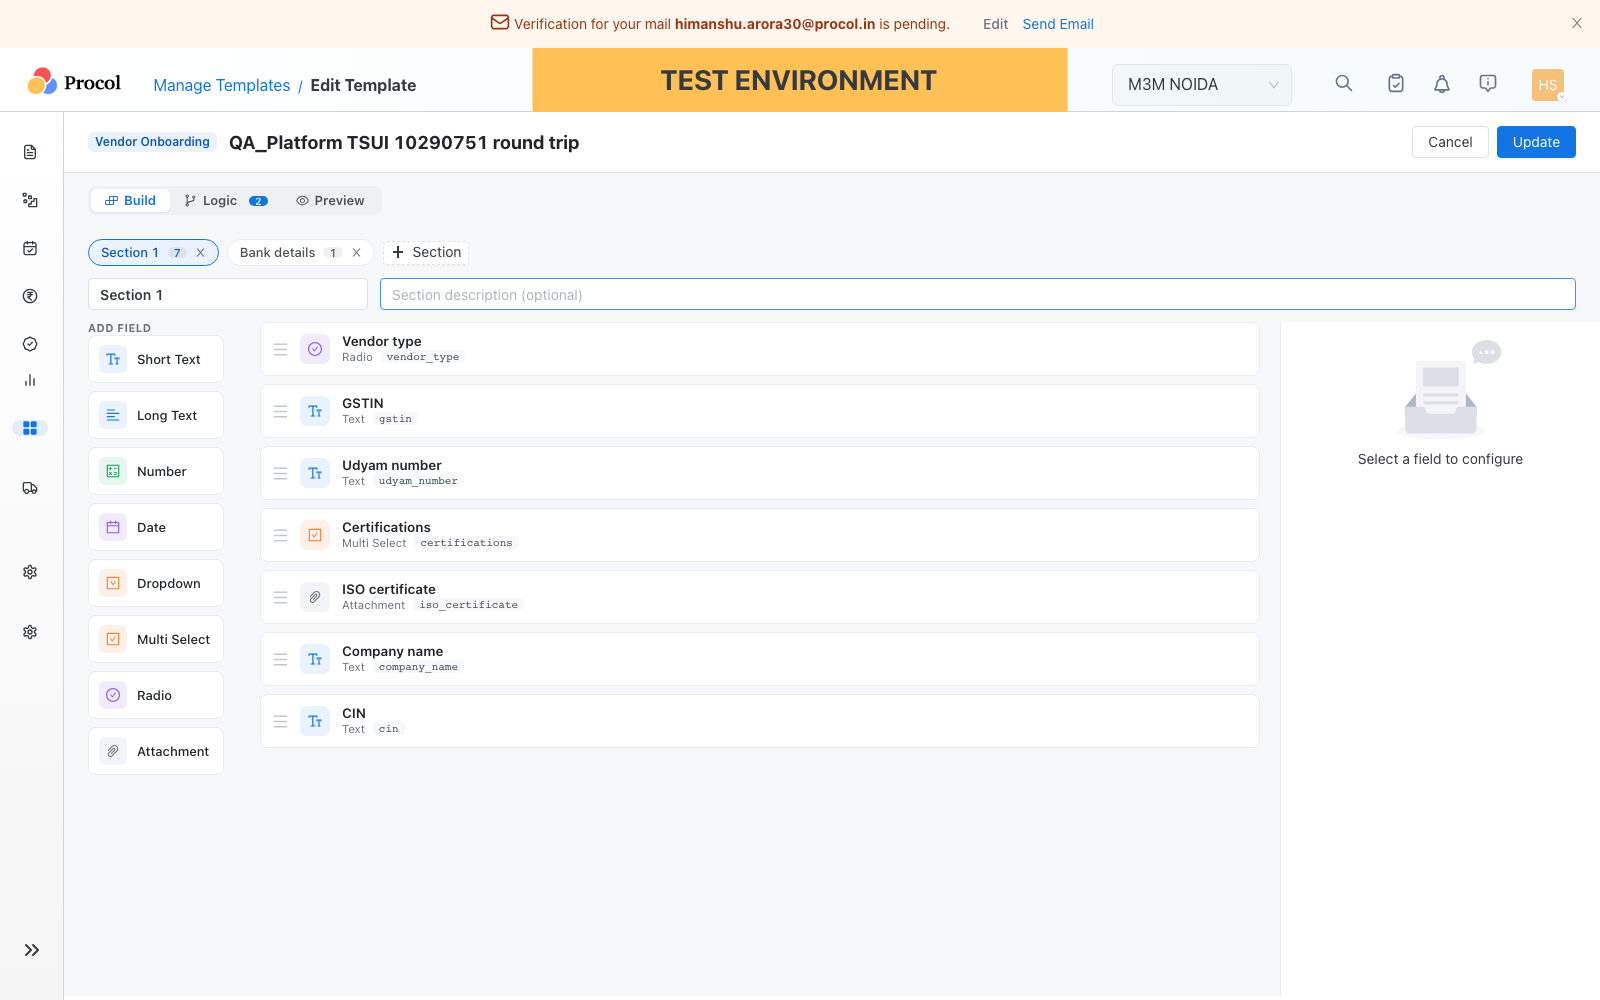 Verification for your mail himanshu.arora30@procol.in is pending. Edit Send Email
Procol
Manage Templates / Edit Template
TEST ENVIRONMENT
M3M NOIDA
HS
Vendor Onboarding
QA_Platform TSUI 10290751 round trip
Cancel
Update
Build
Logic 2
Preview
Section 1 7
Bank details 1
+ Section
Section 1
Section description (optional)
ADD FIELD
Short Text
Long Text
Number
Date
Dropdown
Multi Select
Radio
Attachment
Vendor type
Radio vendor_type
GSTIN
Text gstin
Udyam number
Text udyam_number
Certifications
Multi Select certifications
ISO certificate
Attachment iso_certificate
Company name
Text company_name
CIN
Text cin
Select a field to configure